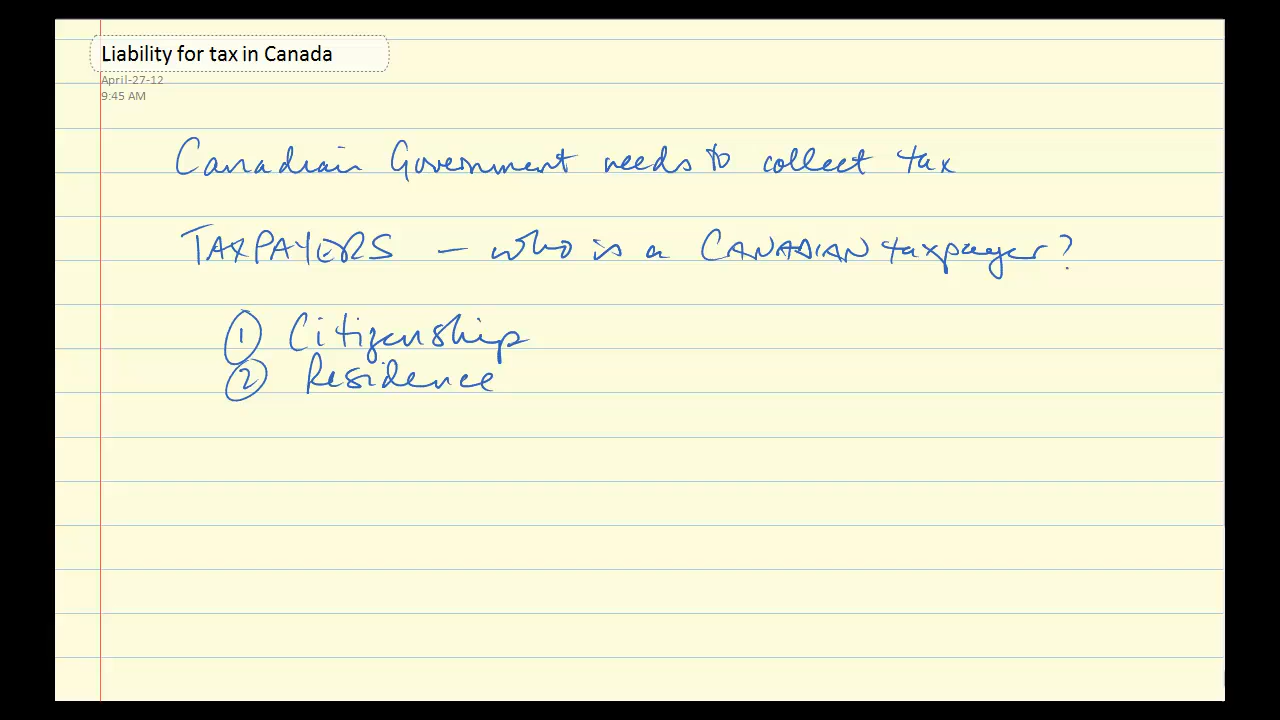 Liability for tax in Canada
April-27-12
9:45 AM
Canadian Government needs to collect tax
TAXPAYERS - who is a CANADIAN taxpayer?
① Citizenship
② Residence